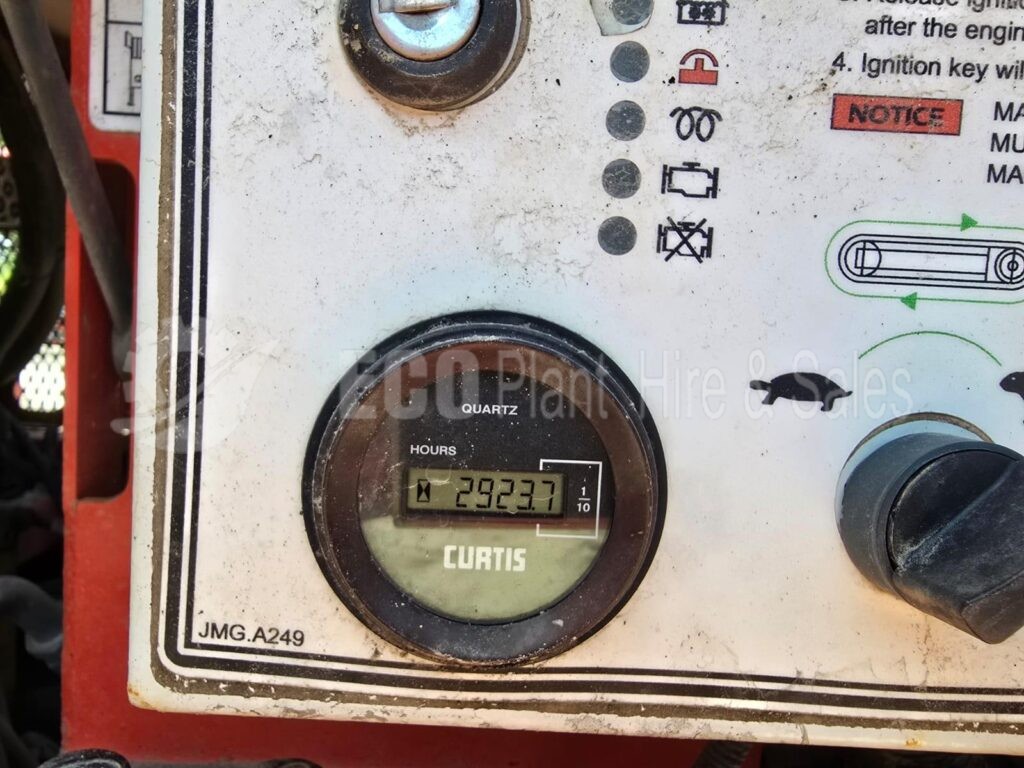 after the engin
4. Ignition key wil
NOTICE
MA
MU
MA
ECO Plant Hire & Sales
QUARTZ
HOURS
2923.7
1
10
CURTIS
JMG.A249